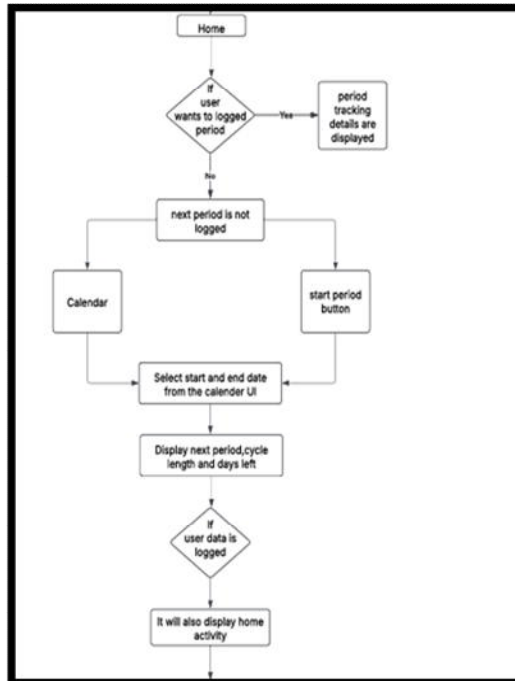 Home
If
user
wants to logged
period
Yes
period
tracking
details are
displayed
No
next period is not
logged
Calendar
start period
button
Select start and end date
from the calender UI
Display next period,cycle
length and days left
If
user data is
logged
It will also display home
activity